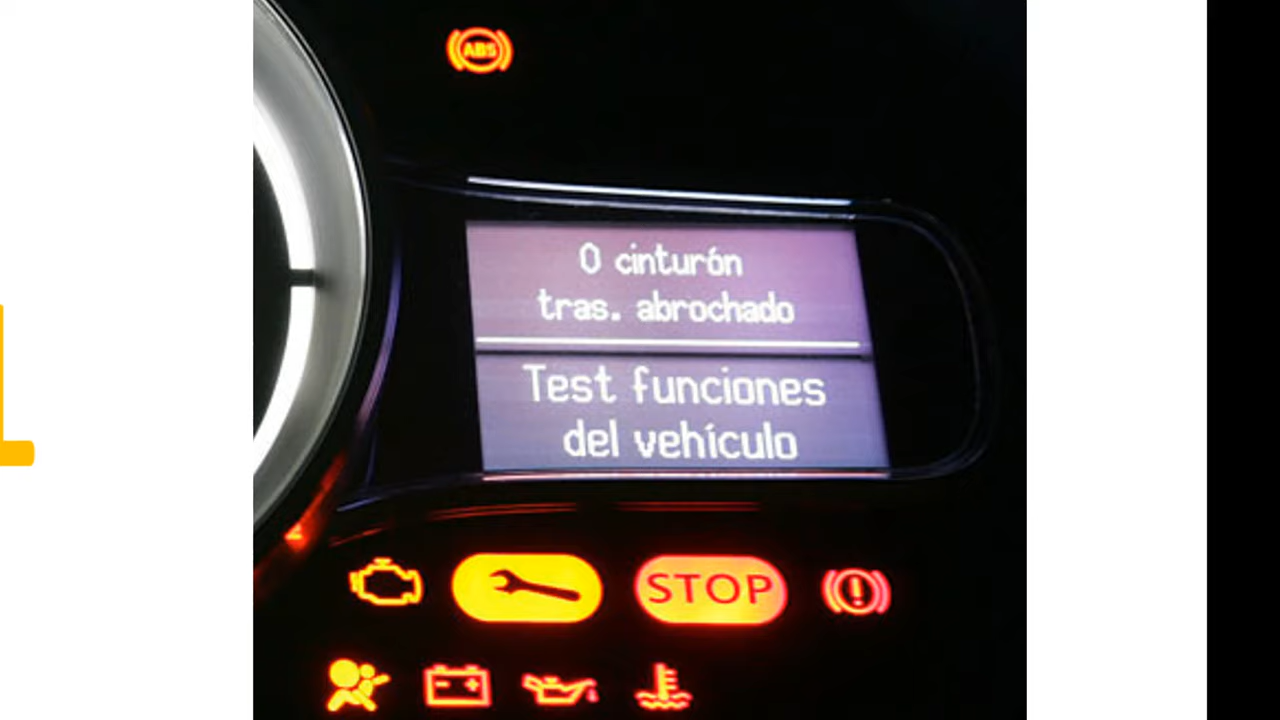 ABS
0 cinturón
tras. abrochado
Test funciones
del vehículo
STOP